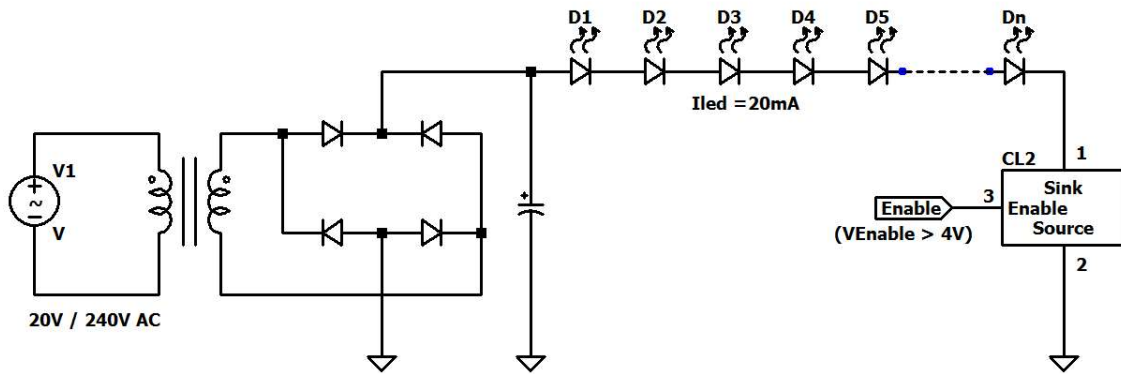 D1 D2 D3 D4 D5 Dn
Iled =20mA
V1
+
~
−
V
20V / 240V AC
+
CL2
1
Sink
Enable
3
Enable
Source
(VEnable > 4V)
2